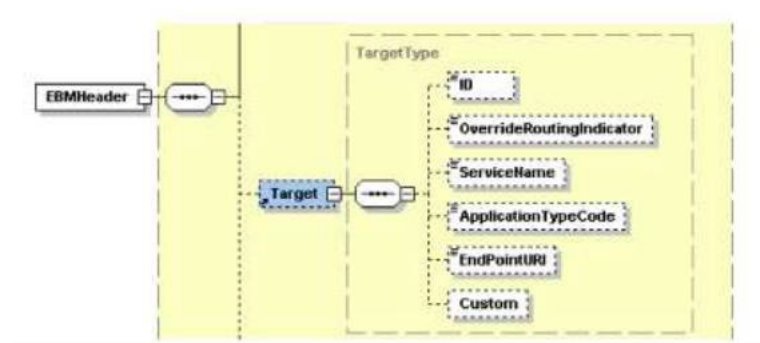 TargetType
EBMHeader
ID
OverrideRoutingIndicator
ServiceName
Target
ApplicationTypeCode
EndPointURI
Custom